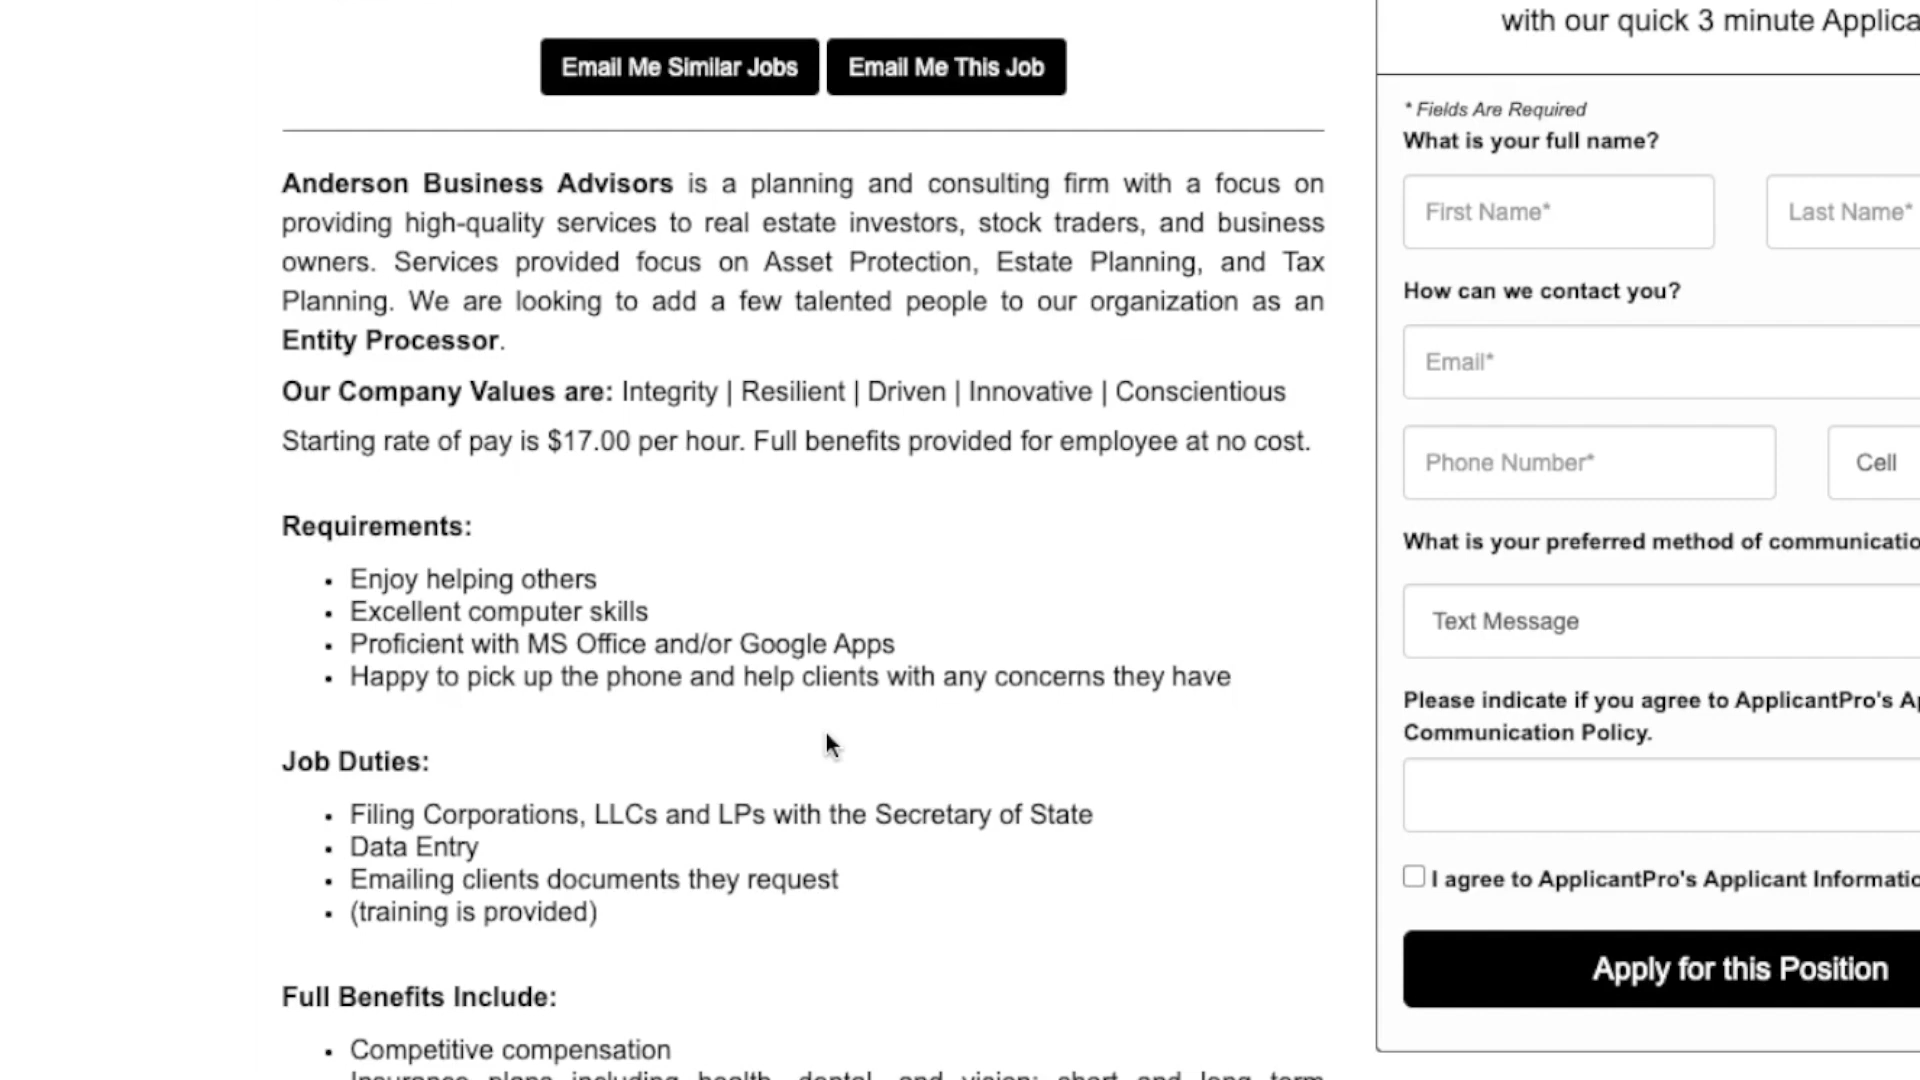 with our quick 3 minute
Email Me Similar Jobs
Email Me This Job
* Fields Are Required
What is your full name?
First Name*
Last Name*
How can we contact you?
Email*
Phone Number*
Cell
What is your preferred method of
Text Message
Please indicate if you agree to ApplicantPro's
Communication Policy.
I agree to ApplicantPro's Applicant
Apply for this Position
Anderson Business Advisors is a planning and consulting firm with a focus on
providing high-quality services to real estate investors, stock traders, and business
owners. Services provided focus on Asset Protection, Estate Planning, and Tax
Planning. We are looking to add a few talented people to our organization as an
Entity Processor.
Our Company Values are: Integrity | Resilient | Driven | Innovative | Conscientious
Starting rate of pay is $17.00 per hour. Full benefits provided for employee at no cost.
Requirements:
• Enjoy helping others
• Excellent computer skills
• Proficient with MS Office and/or Google Apps
• Happy to pick up the phone and help clients with any concerns they have
Job Duties:
• Filing Corporations, LLCs and LPs with the Secretary of State
• Data Entry
• Emailing clients documents they request
• (training is provided)
Full Benefits Include:
• Competitive compensation